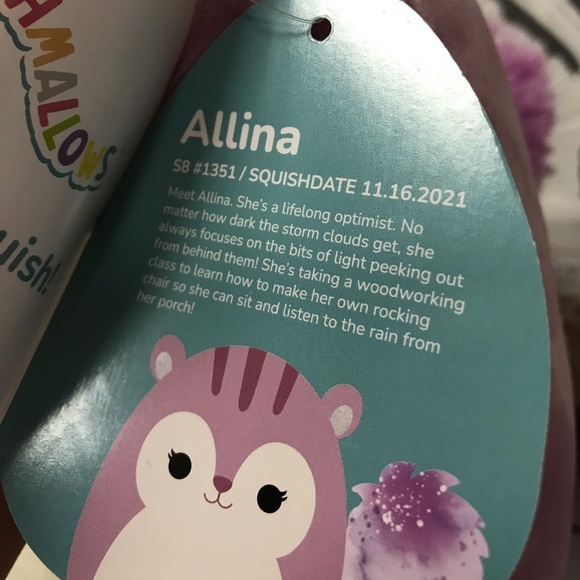 HMALLOWS
uish!
Allina
S8 #1351 / SQUISHDATE 11.16.2021
Meet Allina. She's a lifelong optimist. No
matter how dark the storm clouds get, she
always focuses on the bits of light peeking out
from behind them! She's taking a woodworking
class to learn how to make her own rocking
chair so she can sit and listen to the rain from
her porch!